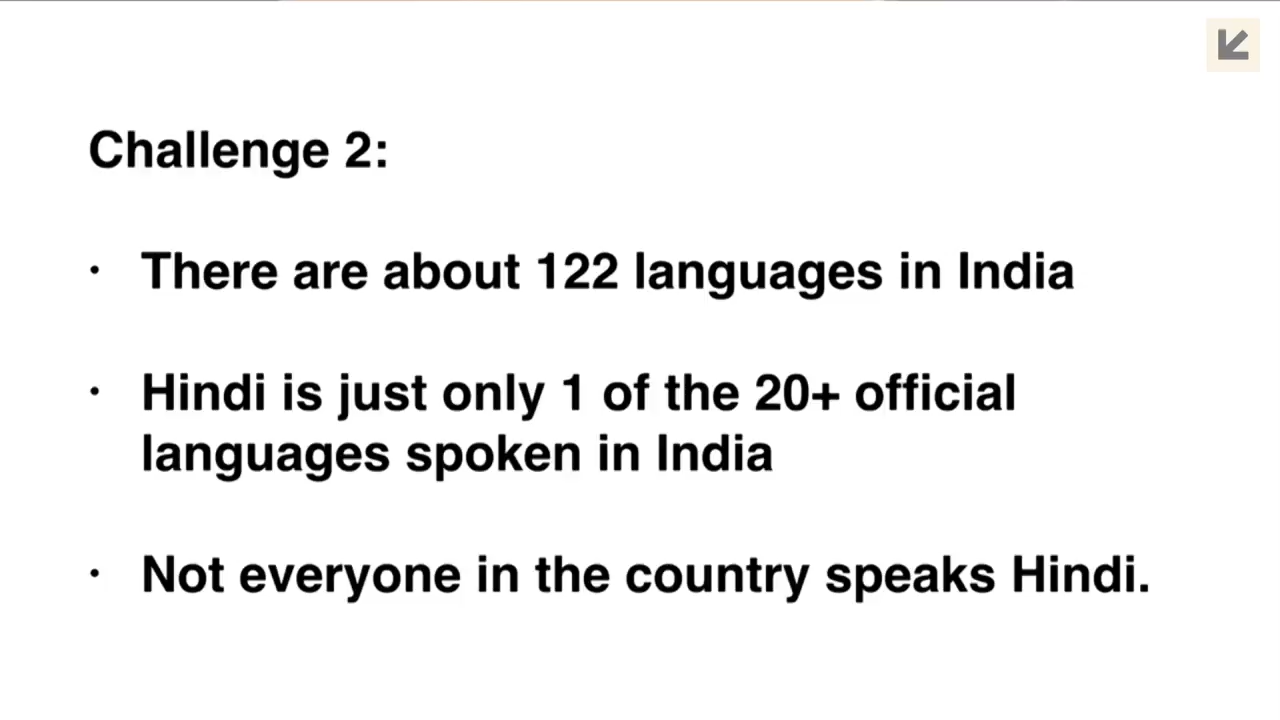 Challenge 2:
· There are about 122 languages in India
· Hindi is just only 1 of the 20+ official
languages spoken in India
· Not everyone in the country speaks Hindi.